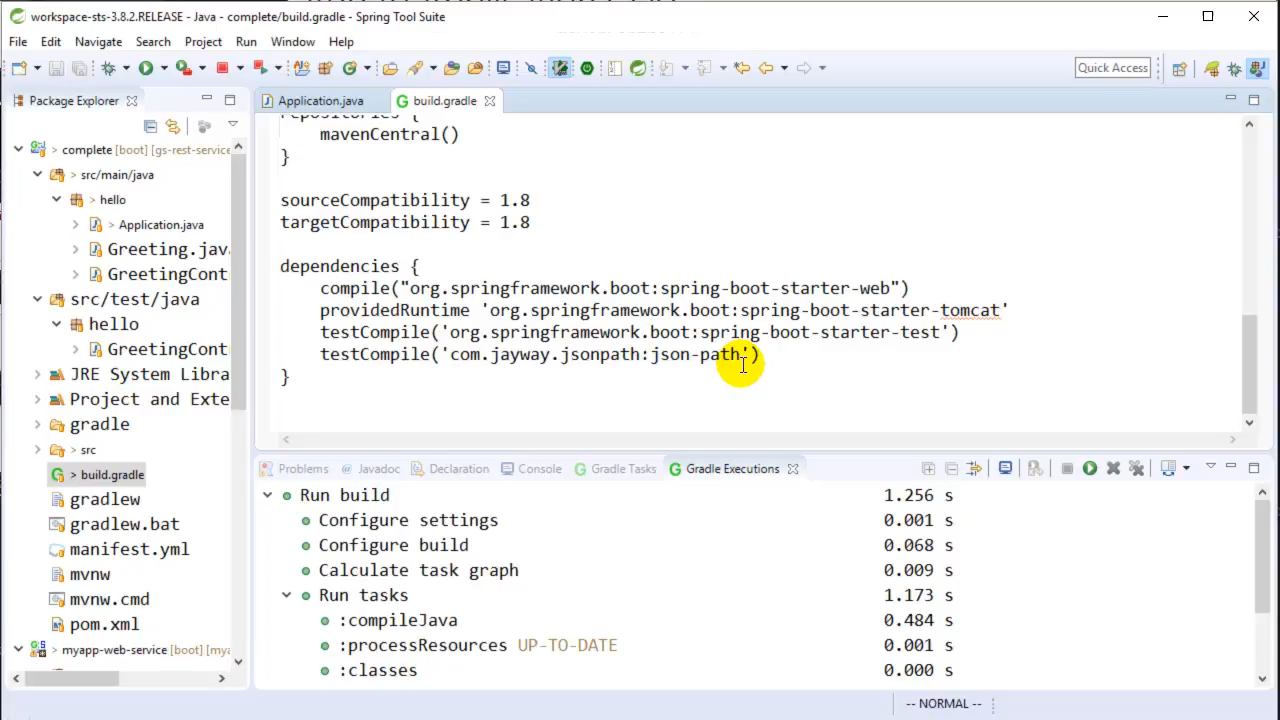 workspace-sts-3.8.2.RELEASE - Java - complete/build.gradle - Spring Tool Suite
File Edit Navigate Search Project Run Window Help
Quick Access
Package Explorer
Application.java
build.gradle
complete [boot] [gs-rest-service
src/main/java
hello
Application.java
Greeting.java
GreetingCont
src/test/java
hello
GreetingCont
JRE System Libra
Project and Exte
gradle
src
build.gradle
gradlew
gradlew.bat
manifest.yml
mvnw
mvnw.cmd
pom.xml
myapp-web-service [boot] [mya
repositories {
mavenCentral()
}
sourceCompatibility = 1.8
targetCompatibility = 1.8
dependencies {
compile("org.springframework.boot:spring-boot-starter-web")
providedRuntime 'org.springframework.boot:spring-boot-starter-tomcat'
testCompile('org.springframework.boot:spring-boot-starter-test')
testCompile('com.jayway.jsonpath:json-path')
}
Problems Javadoc Declaration Console Gradle Tasks Gradle Executions
Run build 1.256 s
Configure settings 0.001 s
Configure build 0.068 s
Calculate task graph 0.009 s
Run tasks 1.173 s
:compileJava 0.484 s
:processResources UP-TO-DATE 0.001 s
:classes 0.000 s
-- NORMAL --